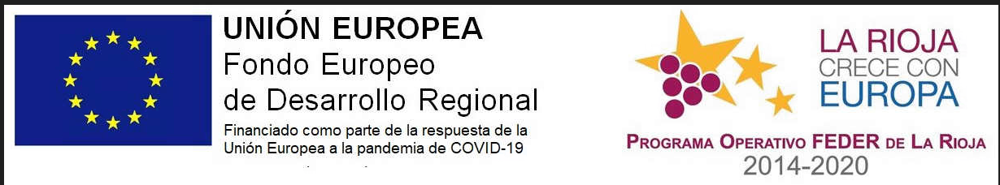 UNIÓN EUROPEA
Fondo Europeo
de Desarrollo Regional
Financiado como parte de la respuesta de la
Unión Europea a la pandemia de COVID-19
LA RIOJA
CRECE CON
EUROPA
PROGRAMA OPERATIVO FEDER DE LA RIOJA
2014-2020